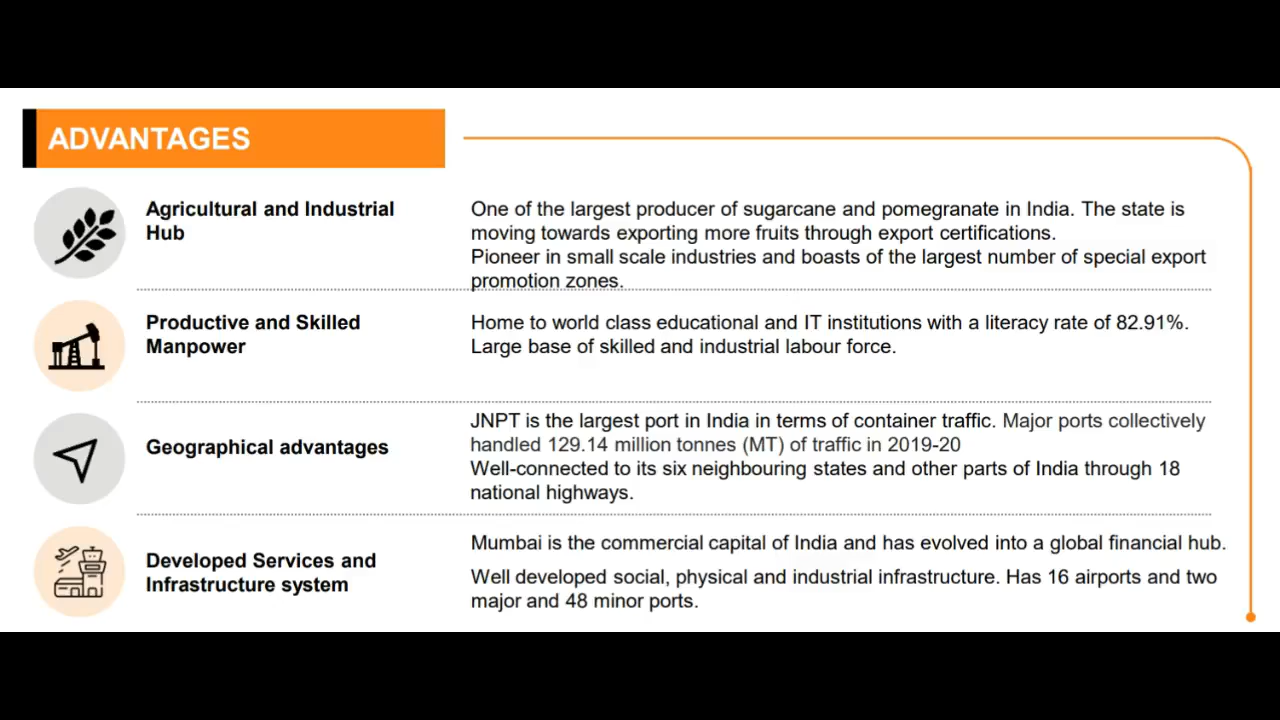 ADVANTAGES
Agricultural and Industrial
Hub
One of the largest producer of sugarcane and pomegranate in India. The state is
moving towards exporting more fruits through export certifications.
Pioneer in small scale industries and boasts of the largest number of special export
promotion zones.
Productive and Skilled
Manpower
Home to world class educational and IT institutions with a literacy rate of 82.91%.
Large base of skilled and industrial labour force.
Geographical advantages
JNPT is the largest port in India in terms of container traffic. Major ports collectively
handled 129.14 million tonnes (MT) of traffic in 2019-20
Well-connected to its six neighbouring states and other parts of India through 18
national highways.
Developed Services and
Infrastructure system
Mumbai is the commercial capital of India and has evolved into a global financial hub.
Well developed social, physical and industrial infrastructure. Has 16 airports and two
major and 48 minor ports.